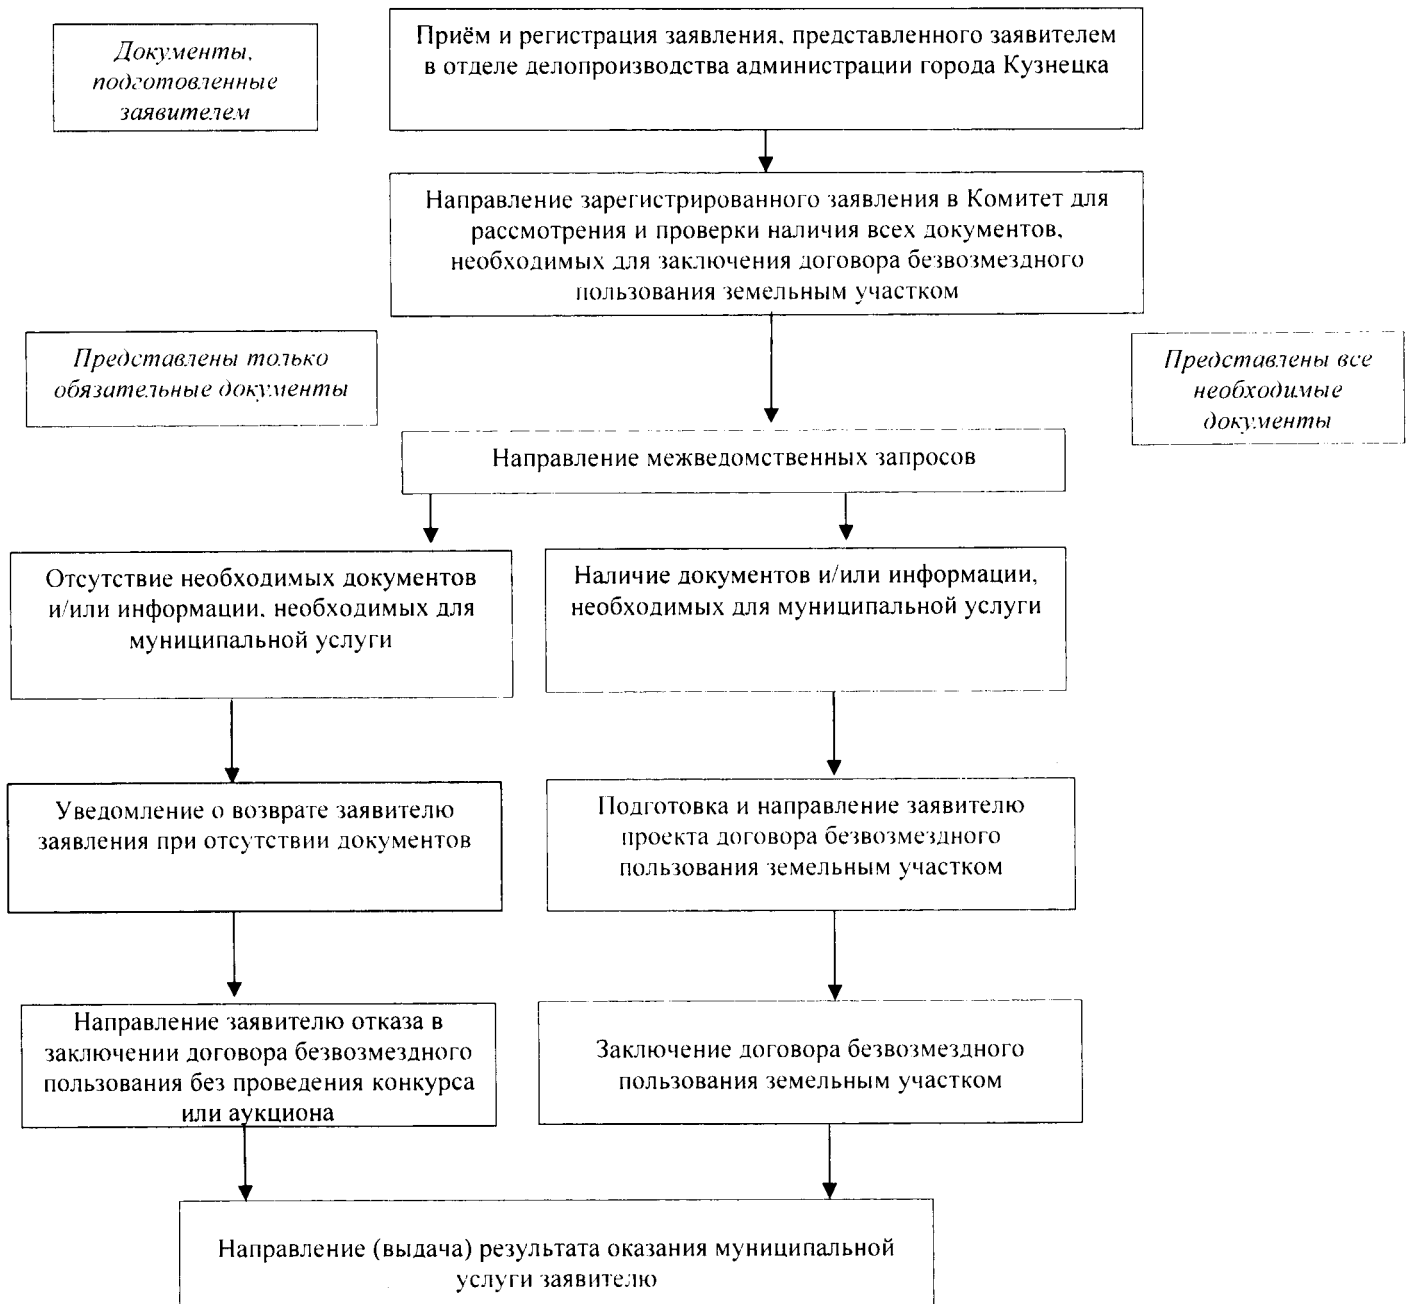 Документы,
подготовленные
заявителем
Приём и регистрация заявления, представленного заявителем
в отделе делопроизводства администрации города Кузнецка
Направление зарегистрированного заявления в Комитет для
рассмотрения и проверки наличия всех документов,
необходимых для заключения договора безвозмездного
пользования земельным участком
Представлены только
обязательные документы
Представлены все
необходимые
документы
Направление межведомственных запросов
Отсутствие необходимых документов
и/или информации, необходимых для
муниципальной услуги
Наличие документов и/или информации,
необходимых для муниципальной услуги
Уведомление о возврате заявителю
заявления при отсутствии документов
Подготовка и направление заявителю
проекта договора безвозмездного
пользования земельным участком
Направление заявителю отказа в
заключении договора безвозмездного
пользования без проведения конкурса
или аукциона
Заключение договора безвозмездного
пользования земельным участком
Направление (выдача) результата оказания муниципальной
услуги заявителю